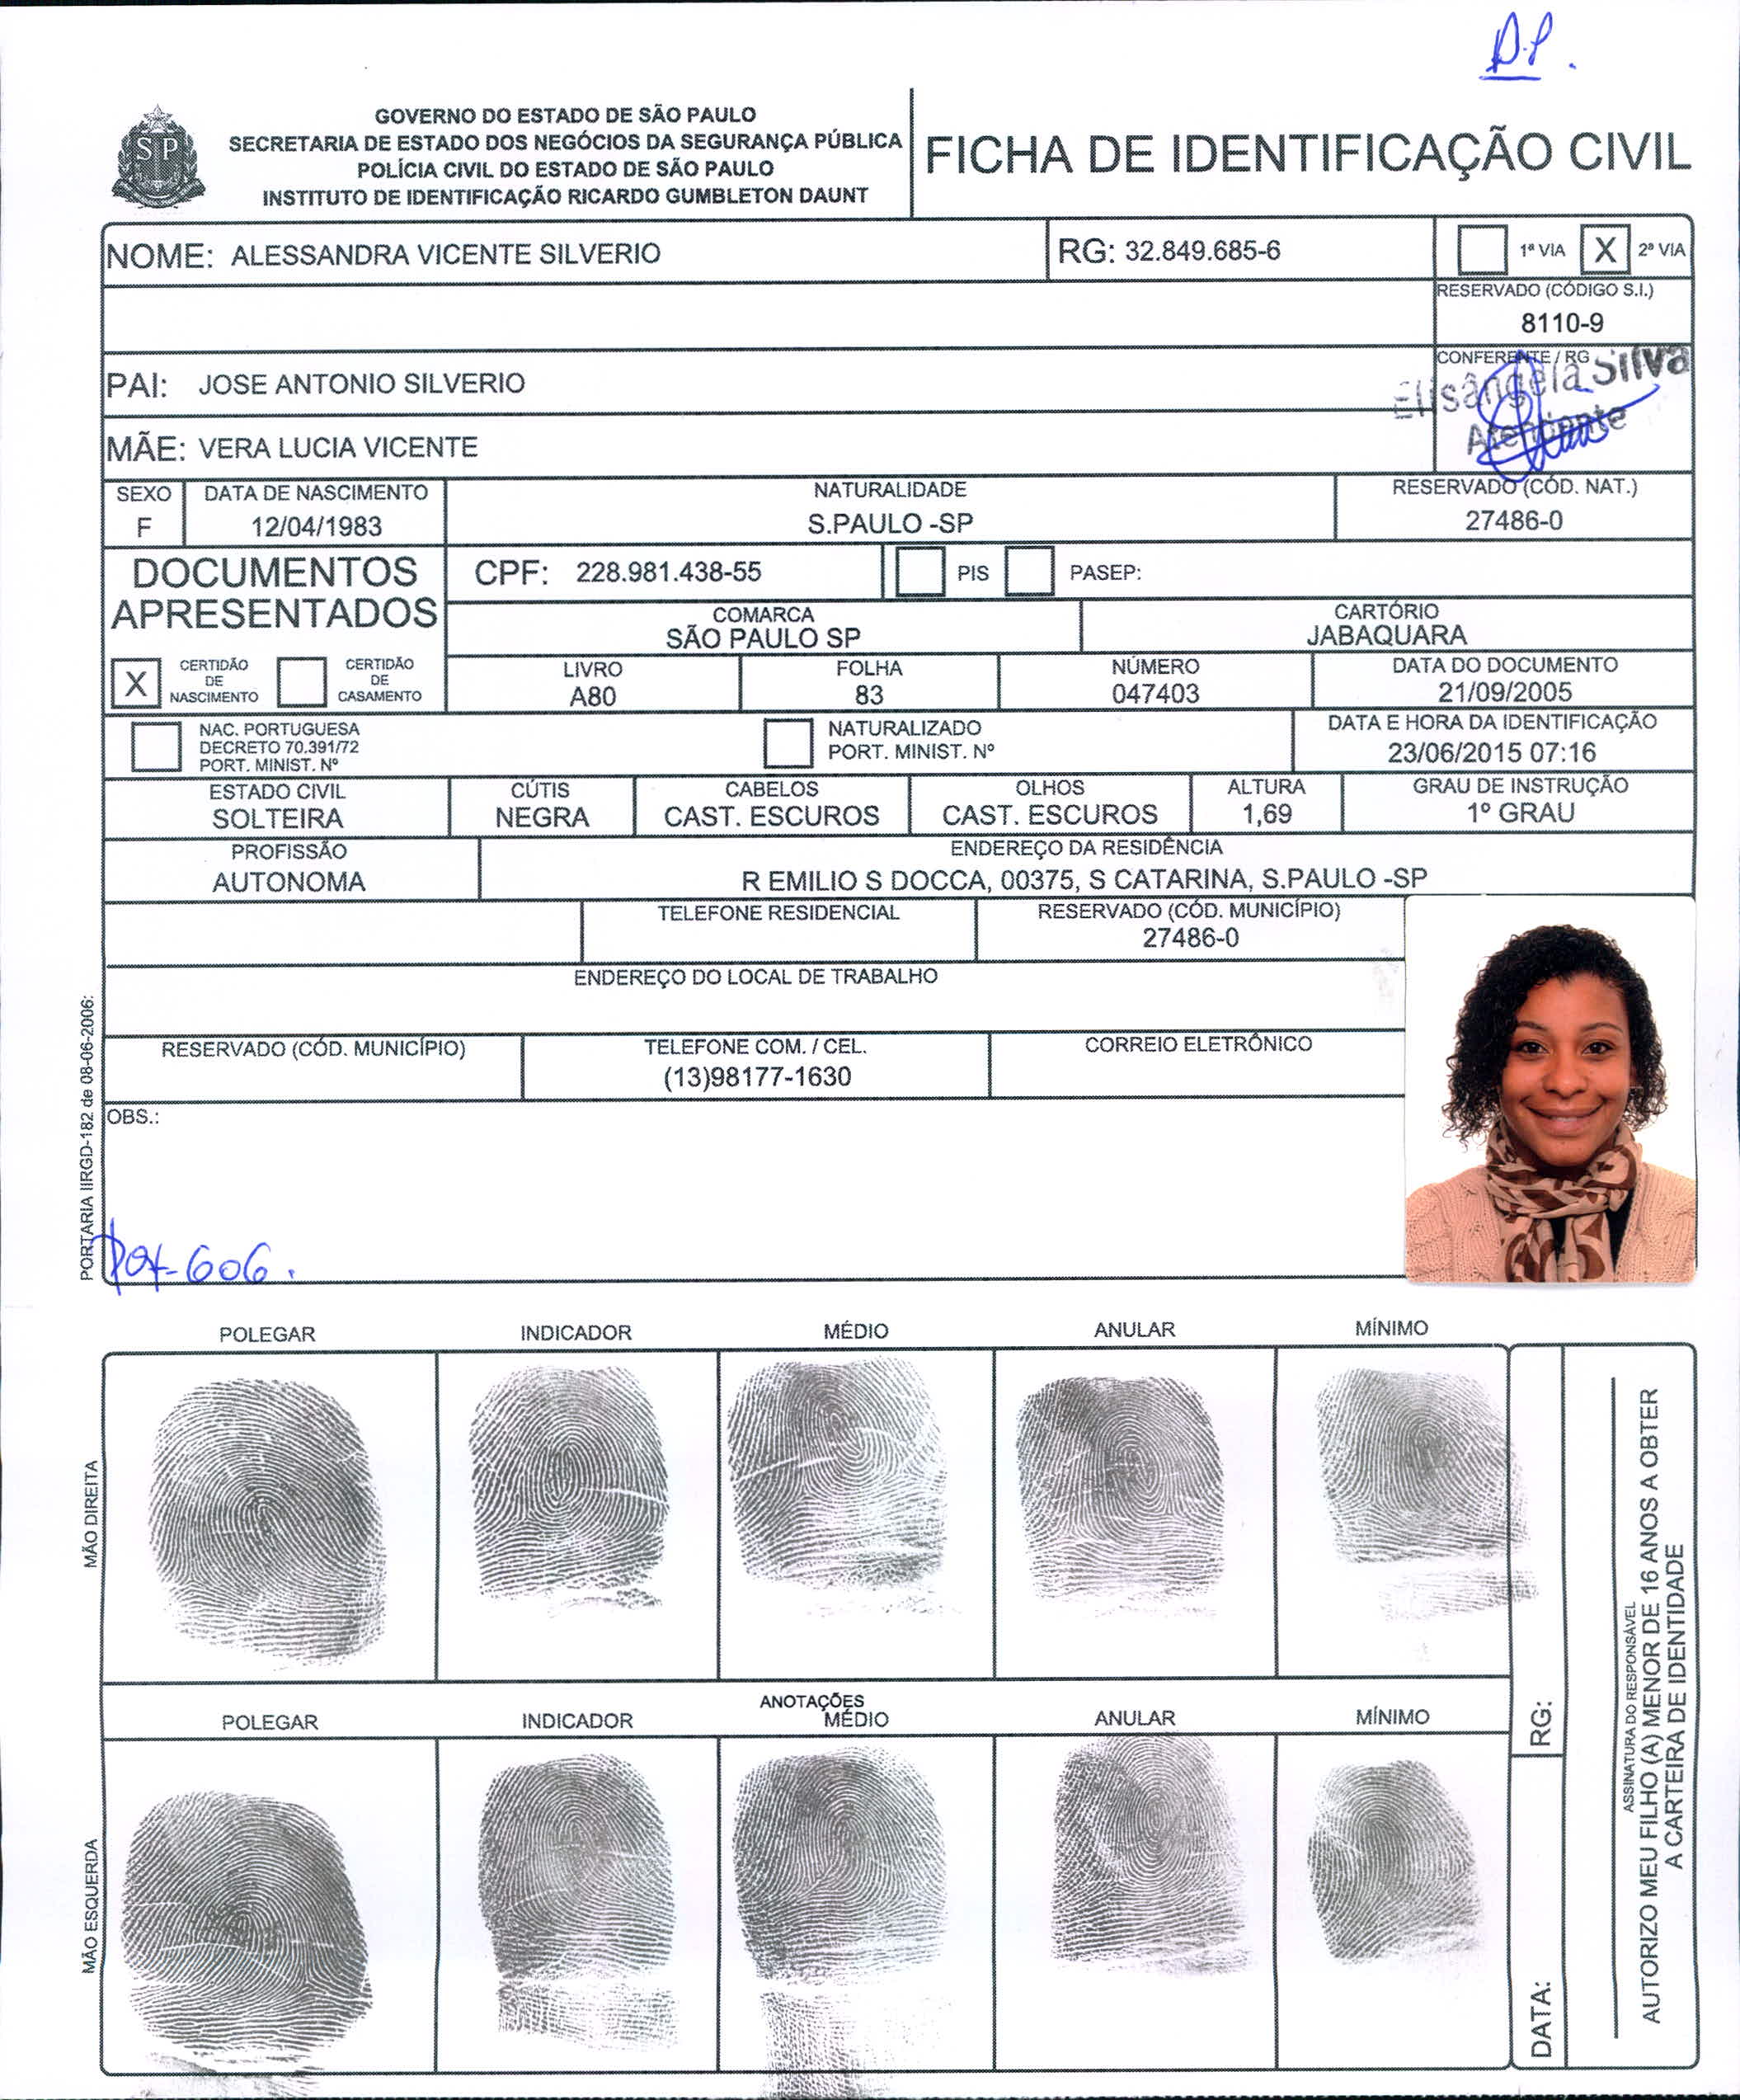 D.P.
GOVERNO DO ESTADO DE SÃO PAULO
SECRETARIA DE ESTADO DOS NEGÓCIOS DA SEGURANÇA PÚBLICA
POLÍCIA CIVIL DO ESTADO DE SÃO PAULO
INSTITUTO DE IDENTIFICAÇÃO RICARDO GUMBLETON DAUNT
SP
FICHA DE IDENTIFICAÇÃO CIVIL
NOME: ALESSANDRA VICENTE SILVERIO
RG: 32.849.685-6
1ª VIA X 2ª VIA
RESERVADO (CÓDIGO S.I.)
8110-9
PAI: JOSE ANTONIO SILVERIO
CONFERENTE / RG
Elisângela Silva
Atendente
MÃE: VERA LUCIA VICENTE
SEXO
F
DATA DE NASCIMENTO
12/04/1983
NATURALIDADE
S.PAULO -SP
RESERVADO (CÓD. NAT.)
27486-0
DOCUMENTOS
APRESENTADOS
X CERTIDÃO DE NASCIMENTO
CERTIDÃO DE CASAMENTO
CPF: 228.981.438-55
PIS
PASEP:
COMARCA
SÃO PAULO SP
CARTÓRIO
JABAQUARA
LIVRO
A80
FOLHA
83
NÚMERO
047403
DATA DO DOCUMENTO
21/09/2005
NAC. PORTUGUESA
DECRETO 70.391/72
PORT. MINIST. Nº
NATURALIZADO
PORT. MINIST. Nº
DATA E HORA DA IDENTIFICAÇÃO
23/06/2015 07:16
ESTADO CIVIL
SOLTEIRA
CÚTIS
NEGRA
CABELOS
CAST. ESCUROS
OLHOS
CAST. ESCUROS
ALTURA
1,69
GRAU DE INSTRUÇÃO
1º GRAU
PROFISSÃO
AUTONOMA
ENDEREÇO DA RESIDÊNCIA
R EMILIO S DOCCA, 00375, S CATARINA, S.PAULO -SP
TELEFONE RESIDENCIAL
RESERVADO (CÓD. MUNICÍPIO)
27486-0
ENDEREÇO DO LOCAL DE TRABALHO
RESERVADO (CÓD. MUNICÍPIO)
TELEFONE COM. / CEL.
(13)98177-1630
CORREIO ELETRÔNICO
OBS.:
606.
PORTARIA IIRGD-182 de 08-06-2006:
POLEGAR INDICADOR MÉDIO ANULAR MÍNIMO
MÃO DIREITA
ANOTAÇÕES
POLEGAR INDICADOR MÉDIO ANULAR MÍNIMO
MÃO ESQUERDA
RG:
DATA:
ASSINATURA DO RESPONSÁVEL
AUTORIZO MEU FILHO (A) MENOR DE 16 ANOS A OBTER
A CARTEIRA DE IDENTIDADE